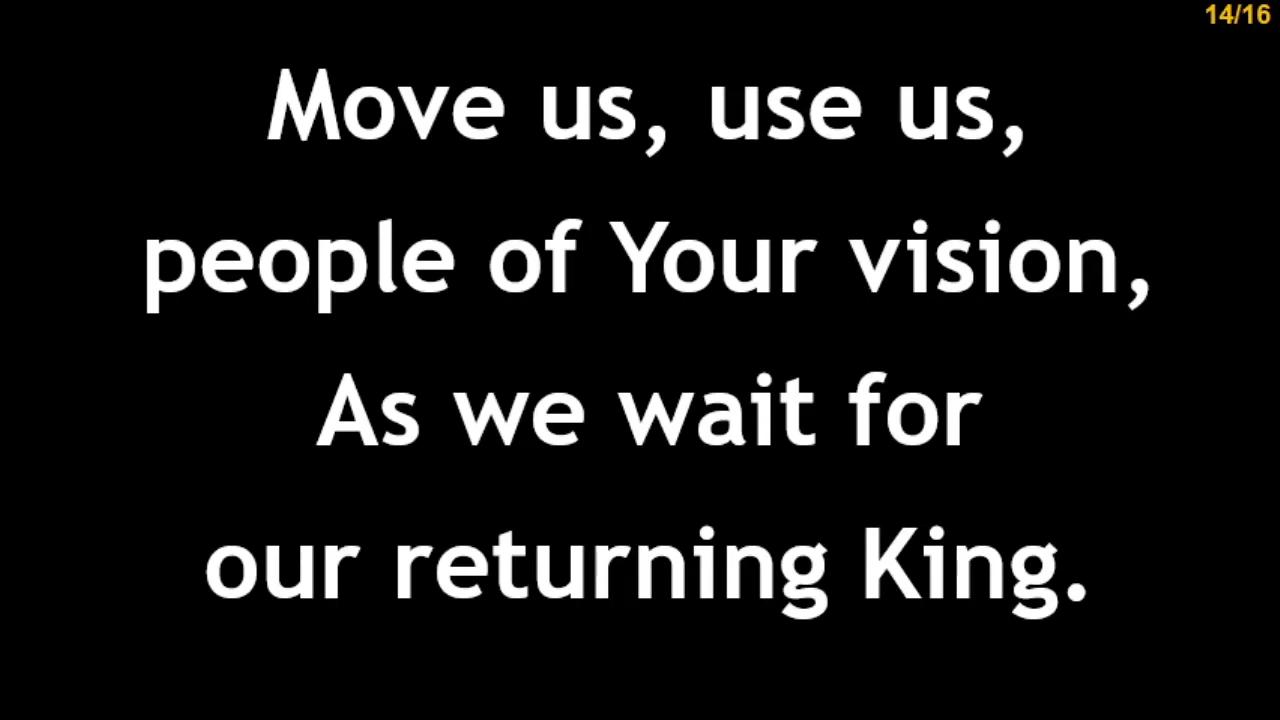 14/16
Move us, use us,
people of Your vision,
As we wait for
our returning King.